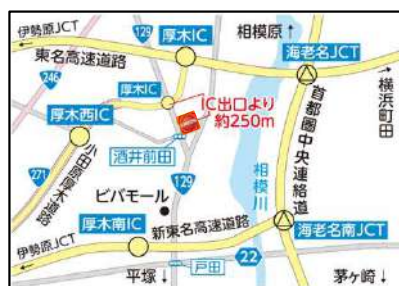 伊勢原JCT
129
厚木IC
相模原↑
海老名JCT
東名高速道路
246
厚木IC
IC出口より
約250m
横浜町田
厚木西IC
首都圏中央連絡道
酒井前田
小田原厚木道路
271
129
相模川
ビバモール
厚木南IC
新東名高速道路
海老名南JCT
伊勢原JCT
戸田
22
平塚↓
茅ヶ崎↓